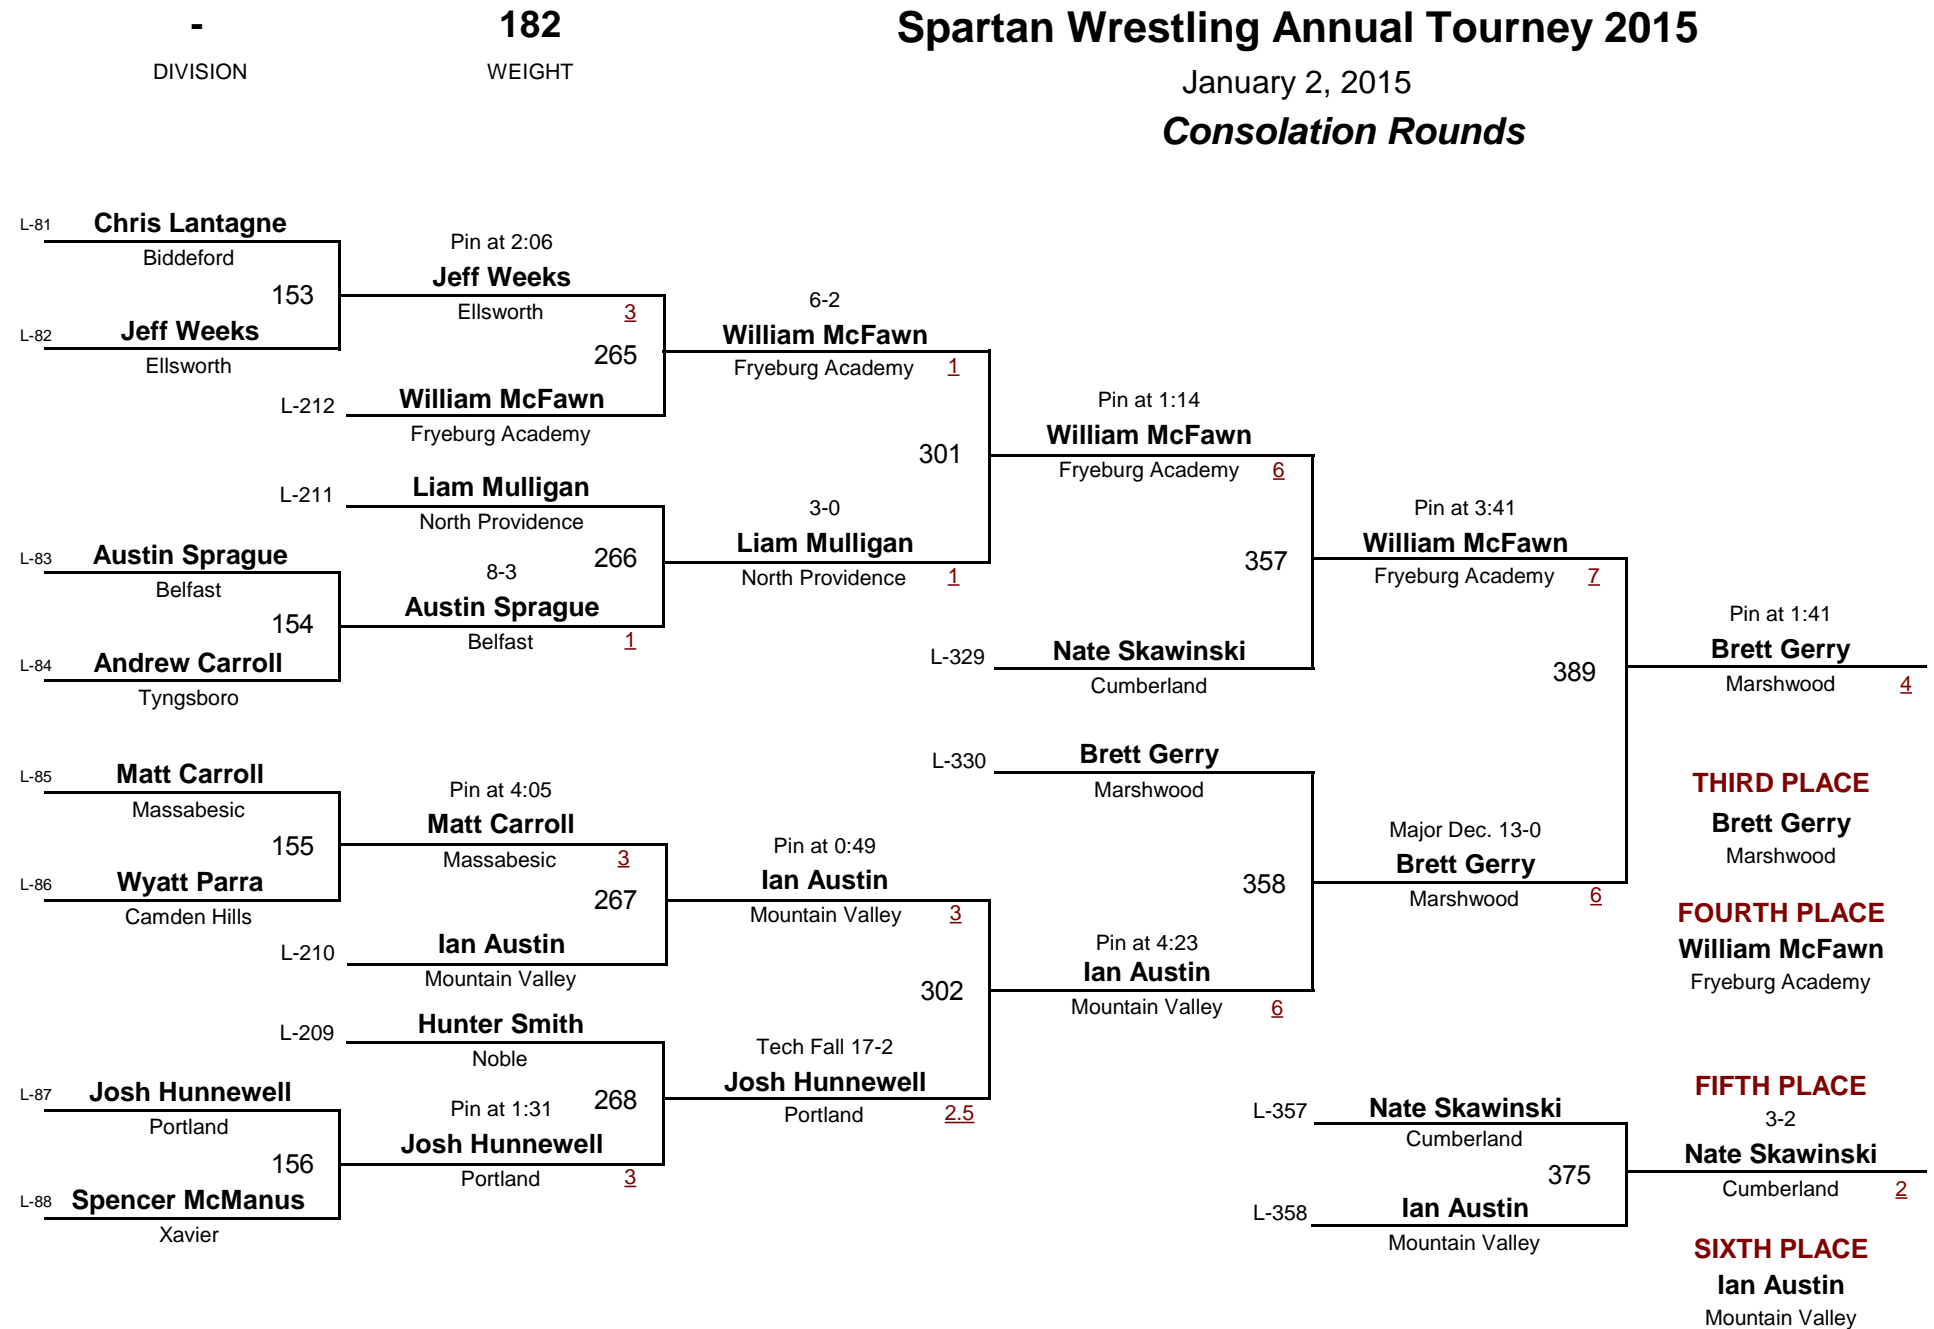 -
182
Spartan Wrestling Annual Tourney 2015
DIVISION
WEIGHT
January 2, 2015
Consolation Rounds
L-81
Chris Lantagne
Biddeford
153
L-82
Jeff Weeks
Ellsworth
L-83
Austin Sprague
Belfast
154
L-84
Andrew Carroll
Tyngsboro
L-85
Matt Carroll
Massabesic
155
L-86
Wyatt Parra
Camden Hills
L-87
Josh Hunnewell
Portland
156
L-88
Spencer McManus
Xavier
Pin at 2:06
Jeff Weeks
Ellsworth
3
265
L-212
William McFawn
Fryeburg Academy
L-211
Liam Mulligan
North Providence
266
8-3
Austin Sprague
Belfast
1
Pin at 4:05
Matt Carroll
Massabesic
3
267
L-210
Ian Austin
Mountain Valley
L-209
Hunter Smith
Noble
268
Pin at 1:31
Josh Hunnewell
Portland
3
6-2
William McFawn
Fryeburg Academy
1
301
3-0
Liam Mulligan
North Providence
1
Pin at 0:49
Ian Austin
Mountain Valley
3
302
Tech Fall 17-2
Josh Hunnewell
Portland
2.5
Pin at 1:14
William McFawn
Fryeburg Academy
6
357
L-329
Nate Skawinski
Cumberland
L-330
Brett Gerry
Marshwood
358
Pin at 4:23
Ian Austin
Mountain Valley
6
Pin at 3:41
William McFawn
Fryeburg Academy
7
389
Major Dec. 13-0
Brett Gerry
Marshwood
6
Pin at 1:41
Brett Gerry
Marshwood
4
THIRD PLACE
Brett Gerry
Marshwood
FOURTH PLACE
William McFawn
Fryeburg Academy
L-357
Nate Skawinski
Cumberland
375
L-358
Ian Austin
Mountain Valley
FIFTH PLACE
3-2
Nate Skawinski
Cumberland
2
SIXTH PLACE
Ian Austin
Mountain Valley